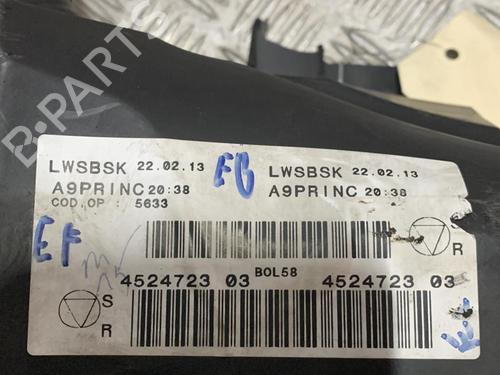 B-PARTS
LWSBSK 22.02.13 EB LWSBSK 22.02.13
A9PRINC 20:38 A9PRINC 20:38
COD.OP : 5633
EF
BOL58
4524723 03 4524723 03
S S
R R